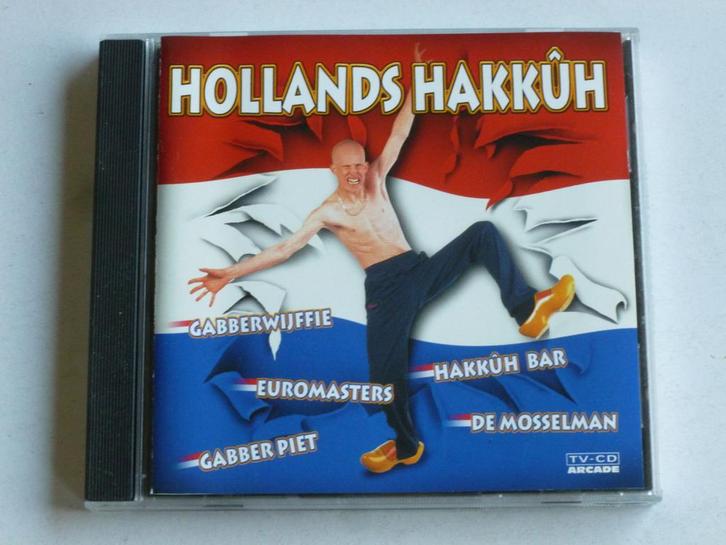 HOLLANDS HAKKÛH
GABBERWIJFFIE
HAKKÛH BAR
EUROMASTERS
DE MOSSELMAN
GABBER PIET
TV-CD
ARCADE